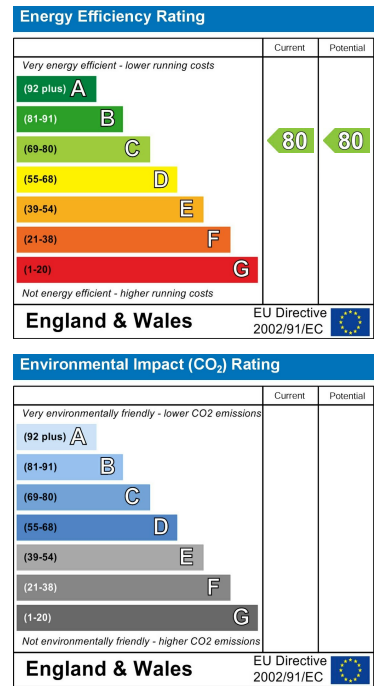 Energy Efficiency Rating
Current Potential
Very energy efficient - lower running costs
(92 plus) A
(81-91) B
(69-80) C
80 80
(55-68) D
(39-54) E
(21-38) F
(1-20) G
Not energy efficient - higher running costs
England & Wales
EU Directive
2002/91/EC
Environmental Impact (CO₂) Rating
Current Potential
Very environmentally friendly - lower CO2 emissions
(92 plus) A
(81-91) B
(69-80) C
(55-68) D
(39-54) E
(21-38) F
(1-20) G
Not environmentally friendly - higher CO2 emissions
England & Wales
EU Directive
2002/91/EC